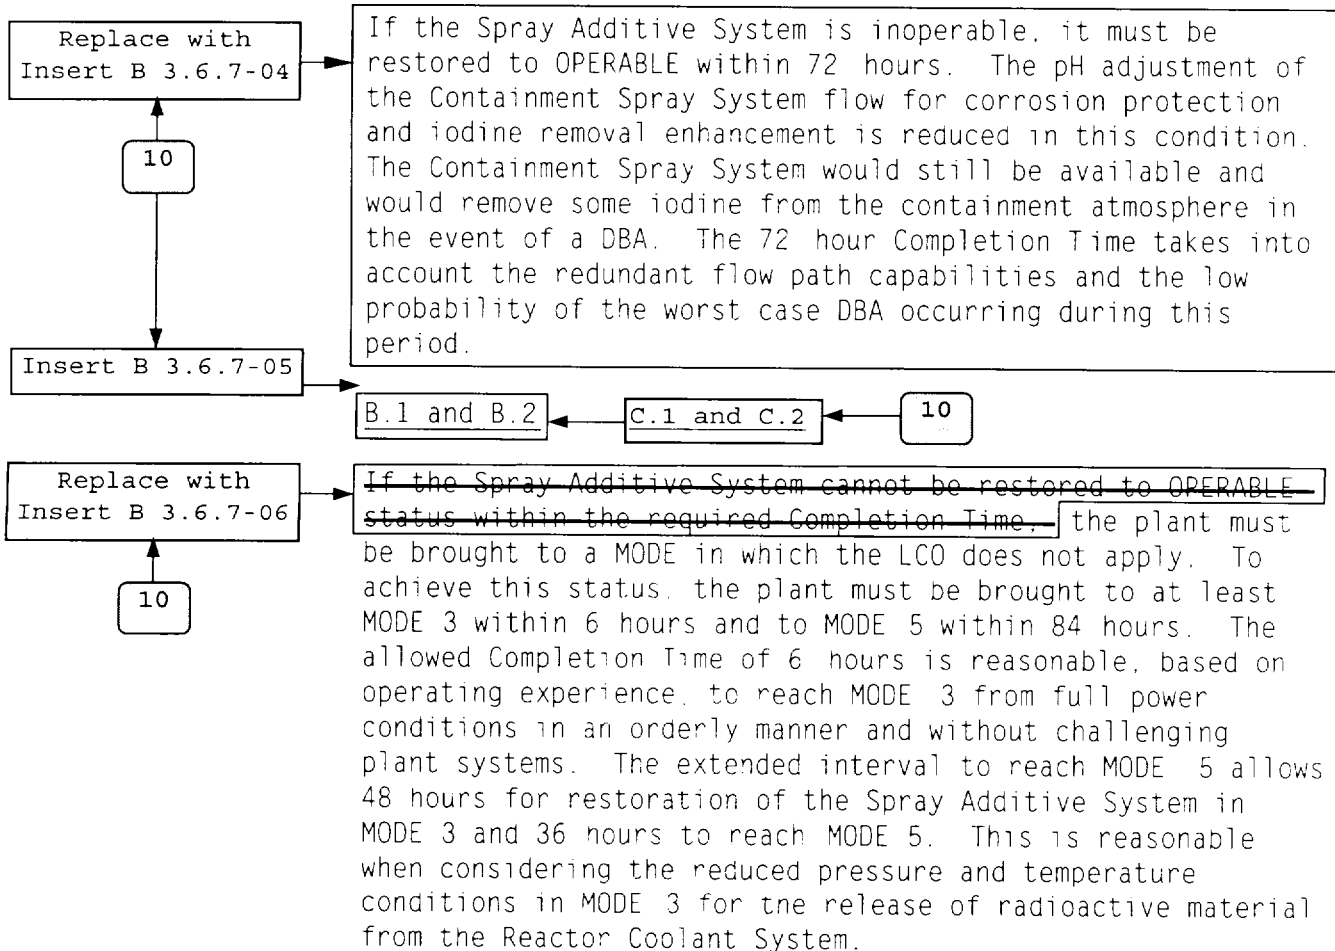 Replace with
Insert B 3.6.7-04
10
If the Spray Additive System is inoperable, it must be
restored to OPERABLE within 72 hours. The pH adjustment of
the Containment Spray System flow for corrosion protection
and iodine removal enhancement is reduced in this condition.
The Containment Spray System would still be available and
would remove some iodine from the containment atmosphere in
the event of a DBA. The 72 hour Completion Time takes into
account the redundant flow path capabilities and the low
probability of the worst case DBA occurring during this
period.
Insert B 3.6.7-05
B.1 and B.2
C.1 and C.2
10
Replace with
Insert B 3.6.7-06
10
If the Spray Additive System cannot be restored to OPERABLE
status within the required Completion Time, the plant must
be brought to a MODE in which the LCO does not apply. To
achieve this status, the plant must be brought to at least
MODE 3 within 6 hours and to MODE 5 within 84 hours. The
allowed Completion Time of 6 hours is reasonable, based on
operating experience, to reach MODE 3 from full power
conditions in an orderly manner and without challenging
plant systems. The extended interval to reach MODE 5 allows
48 hours for restoration of the Spray Additive System in
MODE 3 and 36 hours to reach MODE 5. This is reasonable
when considering the reduced pressure and temperature
conditions in MODE 3 for the release of radioactive material
from the Reactor Coolant System.